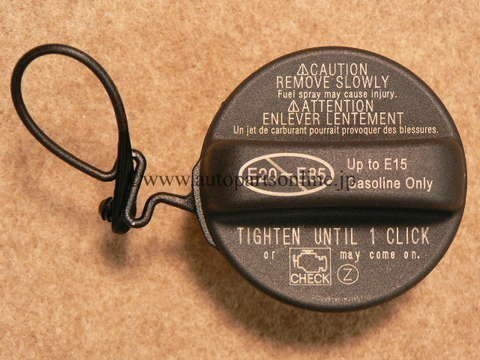 ⚠CAUTION
REMOVE SLOWLY
Fuel spray may cause injury.
⚠ATTENTION
ENLEVER LENTEMENT
Un jet de carburant pourrait provoquer des blessures.
E20–E85
Up to E15
Gasoline Only
www.autopartsonline.jp
TIGHTEN UNTIL 1 CLICK
or CHECK may come on.
Z